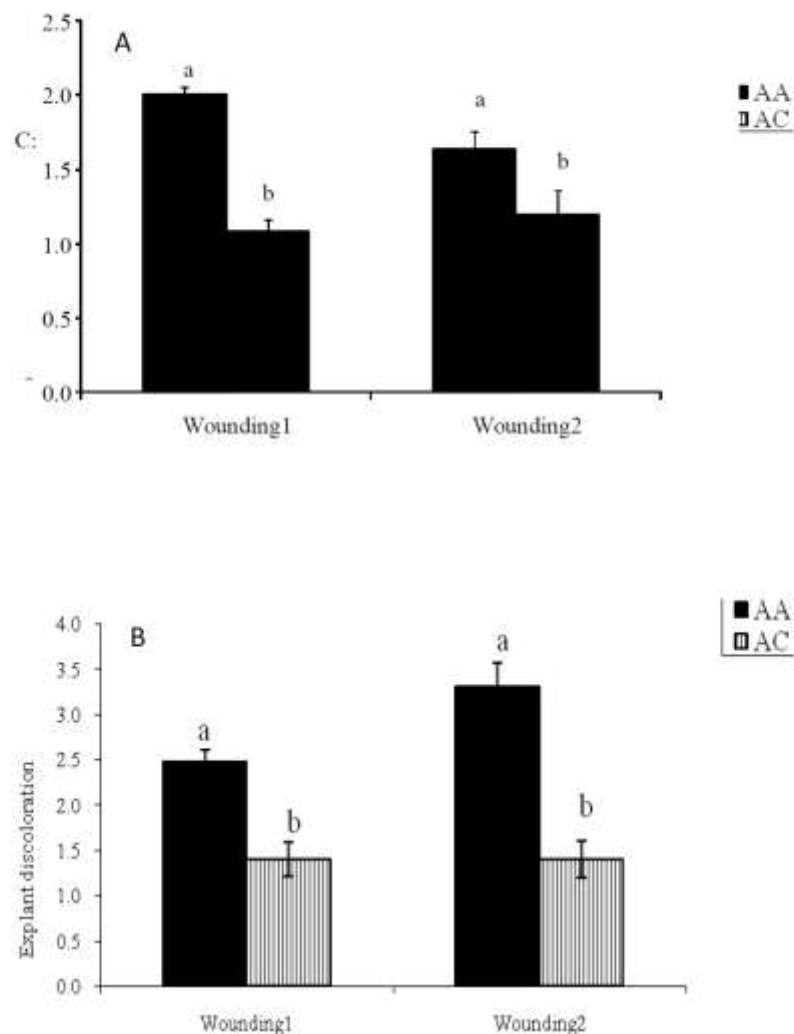 A
2.5
a
2.0
a
AA
AC
C:
b
b
1.5
1.0
0.5
-
0.0
Wounding1 Wounding2
B
AA
AC
4.0
a
3.5
3.0
a
2.5
2.0
b
b
1.5
1.0
0.5
0.0
Explant discoloration
Wounding1 Wounding2